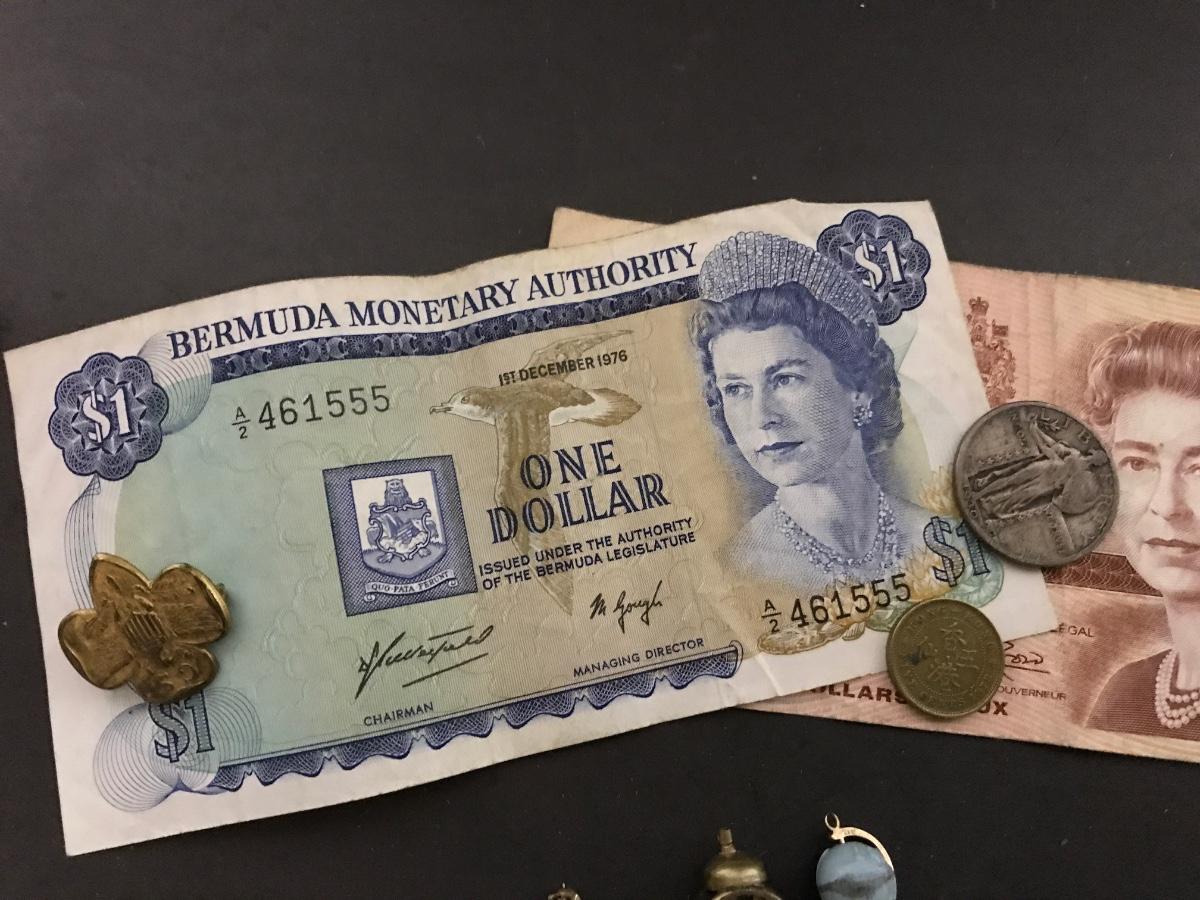 BERMUDA MONETARY AUTHORITY
$1
$1
1ST DECEMBER 1976
A/2 461555
ONE
DOLLAR
ISSUED UNDER THE AUTHORITY
OF THE BERMUDA LEGISLATURE
QUO FATA FERUNT
$1
A/2 461555
MANAGING DIRECTOR
CHAIRMAN
$1
OUVERNEUR